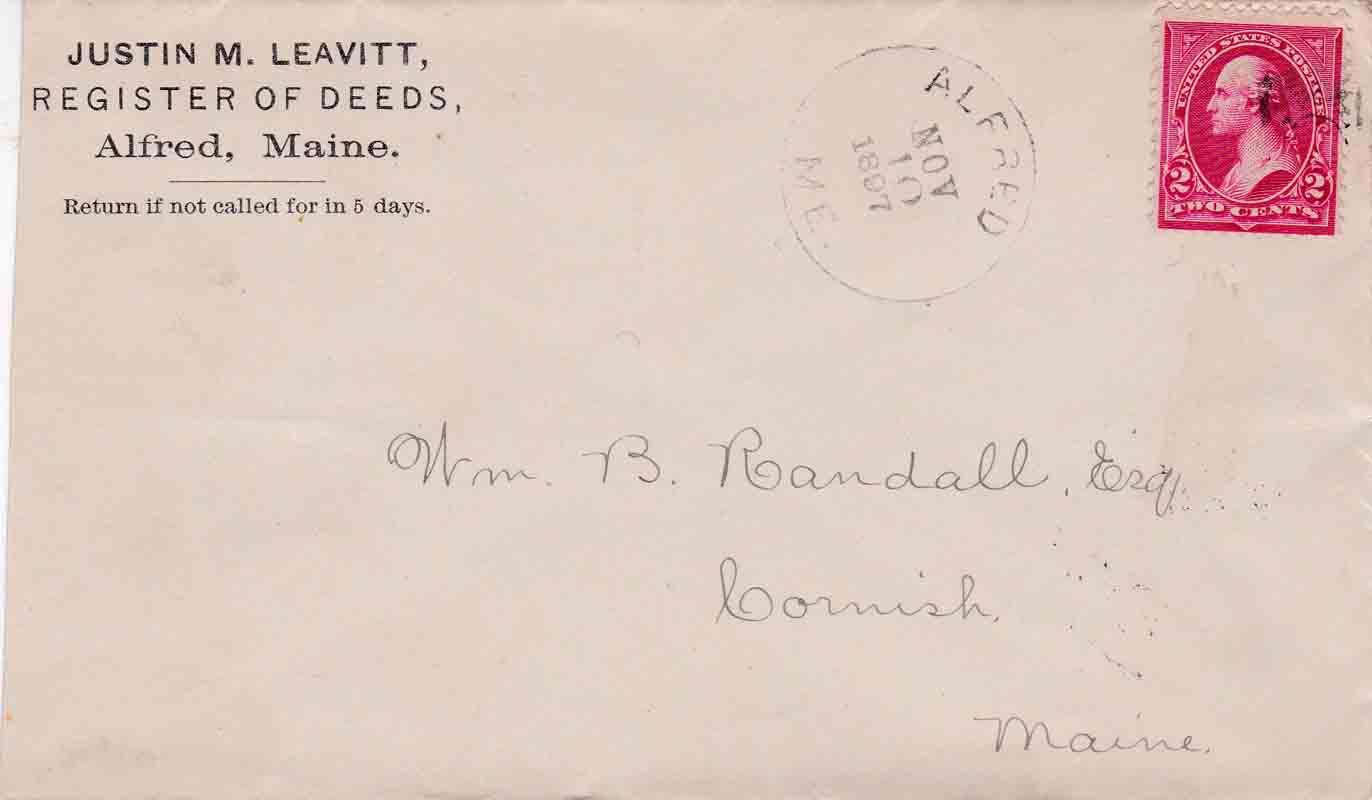 JUSTIN M. LEAVITT,
REGISTER OF DEEDS,
Alfred, Maine.
Return if not called for in 5 days.
ALFRED
NOV
10
1897
ME.
UNITED STATES POSTAGE
2 2
TWO CENTS
Wm. B. Randall, Esq.
Cornish,
Maine.